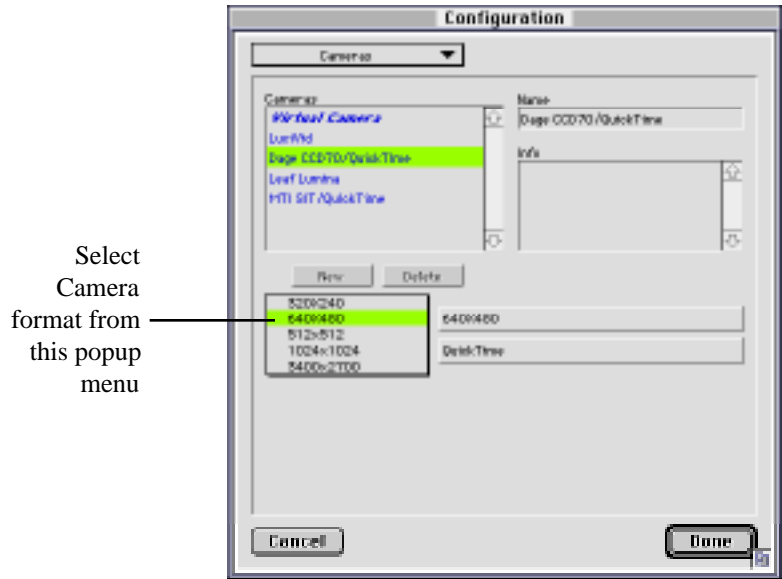 Configuration
Cameras
Cameras
Virtual Camera
LumVid
Dage CCD70/QuickTime
Leaf Lumina
MTI SIT/QuickTime
Name
Dage CCD70/QuickTime
Info
New
Delete
320X240
640X480
512x512
1024x1024
3400x2700
640X480
QuickTime
Select
Camera
format from
this popup
menu
Cancel
Done